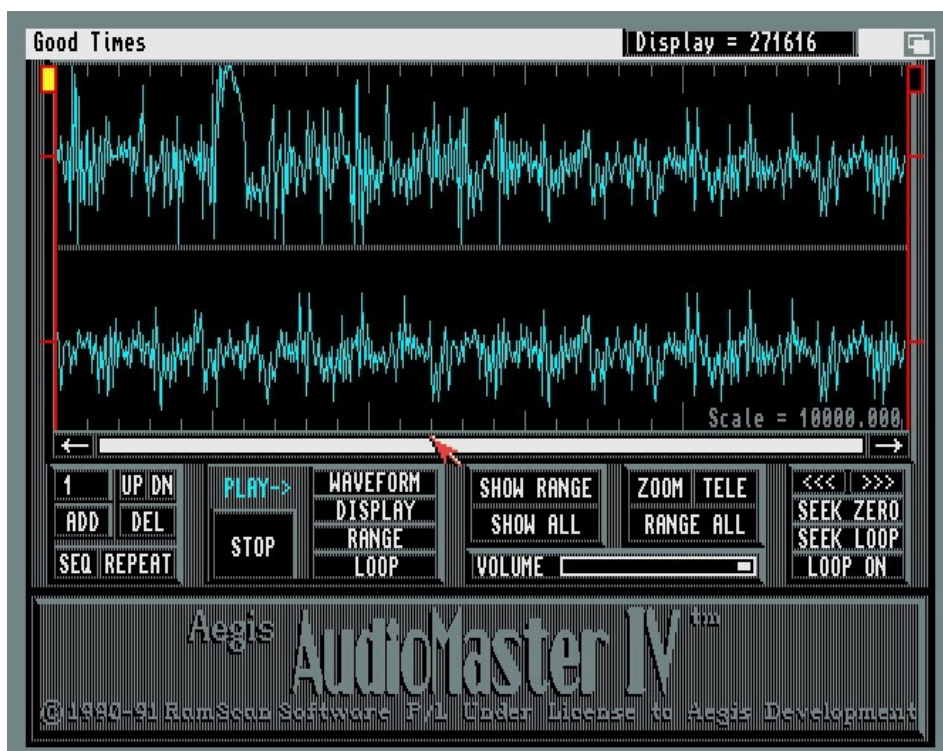 Good Times Display = 271616
Scale = 10000.000
1 UP DN PLAY-> WAVEFORM SHOW RANGE ZOOM TELE <<< >>>
ADD DEL STOP DISPLAY SHOW ALL RANGE ALL SEEK ZERO
RANGE SEEK LOOP
SEQ REPEAT LOOP VOLUME LOOP ON
Aegis AudioMaster IV tm
© 1990-91 RamScan Software P/L Under License to Aegis Development